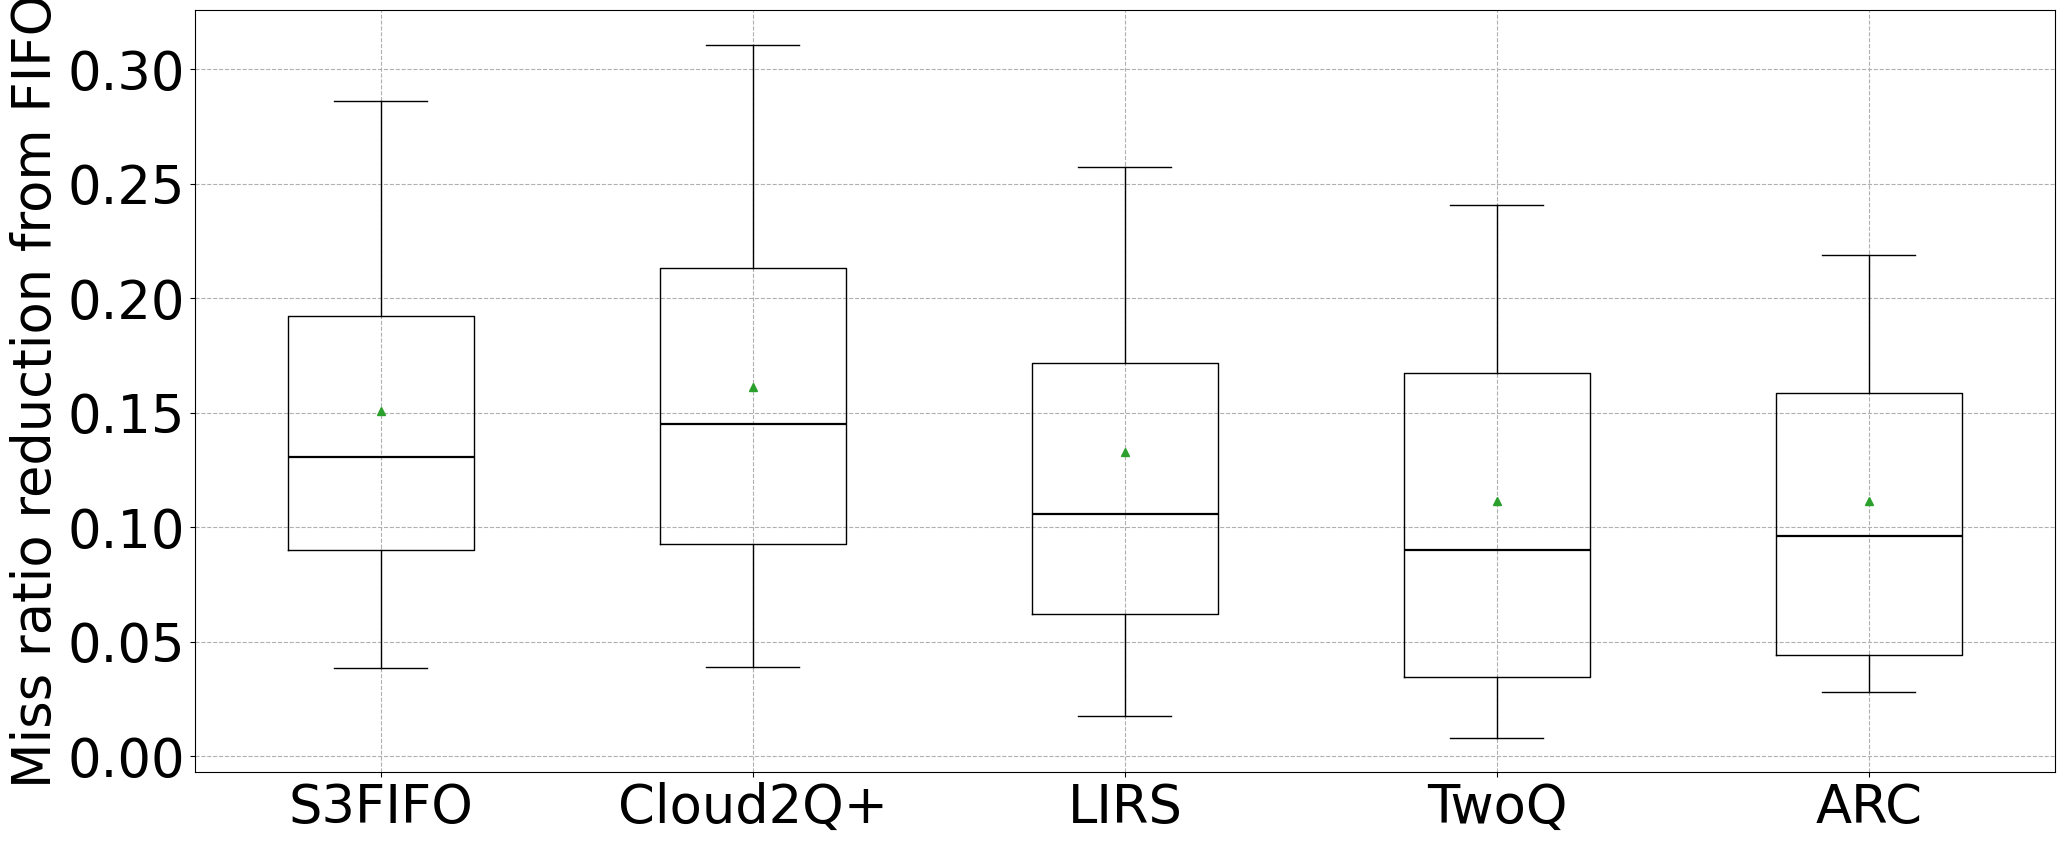 Miss ratio reduction from FIFO
0.30
0.25
0.20
0.15
0.10
0.05
0.00
S3FIFO
Cloud2Q+
LIRS
TwoQ
ARC